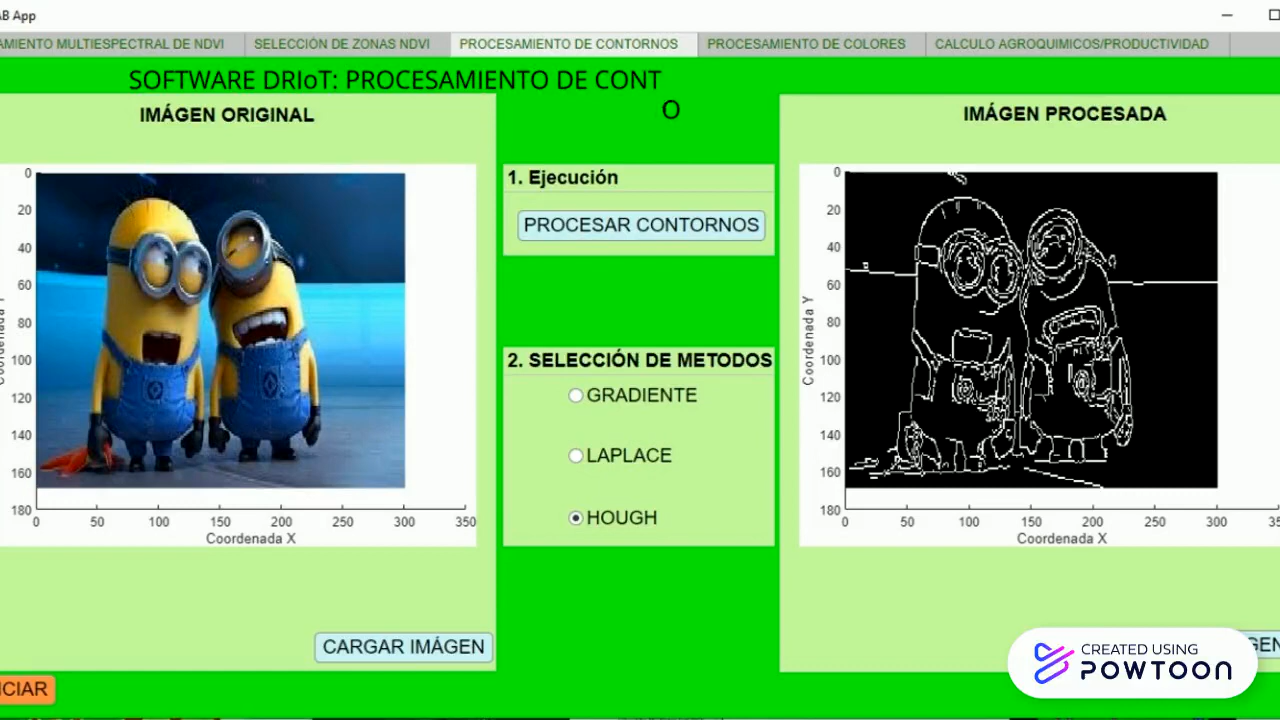 AB App
AMIENTO MULTIESPECTRAL DE NDVI
SELECCIÓN DE ZONAS NDVI
PROCESAMIENTO DE CONTORNOS
PROCESAMIENTO DE COLORES
CALCULO AGROQUIMICOS/PRODUCTIVIDAD
SOFTWARE DRIoT: PROCESAMIENTO DE CONT
O
IMÁGEN ORIGINAL
0
20
40
60
80
100
120
140
160
180
0 50 100 150 200 250 300 350
Coordenada X
Coordenada Y
CARGAR IMÁGEN
ICIAR
1. Ejecución
PROCESAR CONTORNOS
2. SELECCIÓN DE METODOS
GRADIENTE
LAPLACE
HOUGH
IMÁGEN PROCESADA
0
20
40
60
80
100
120
140
160
180
0 50 100 150 200 250 300 35
Coordenada X
Coordenada Y
GEN
CREATED USING
POWTOON